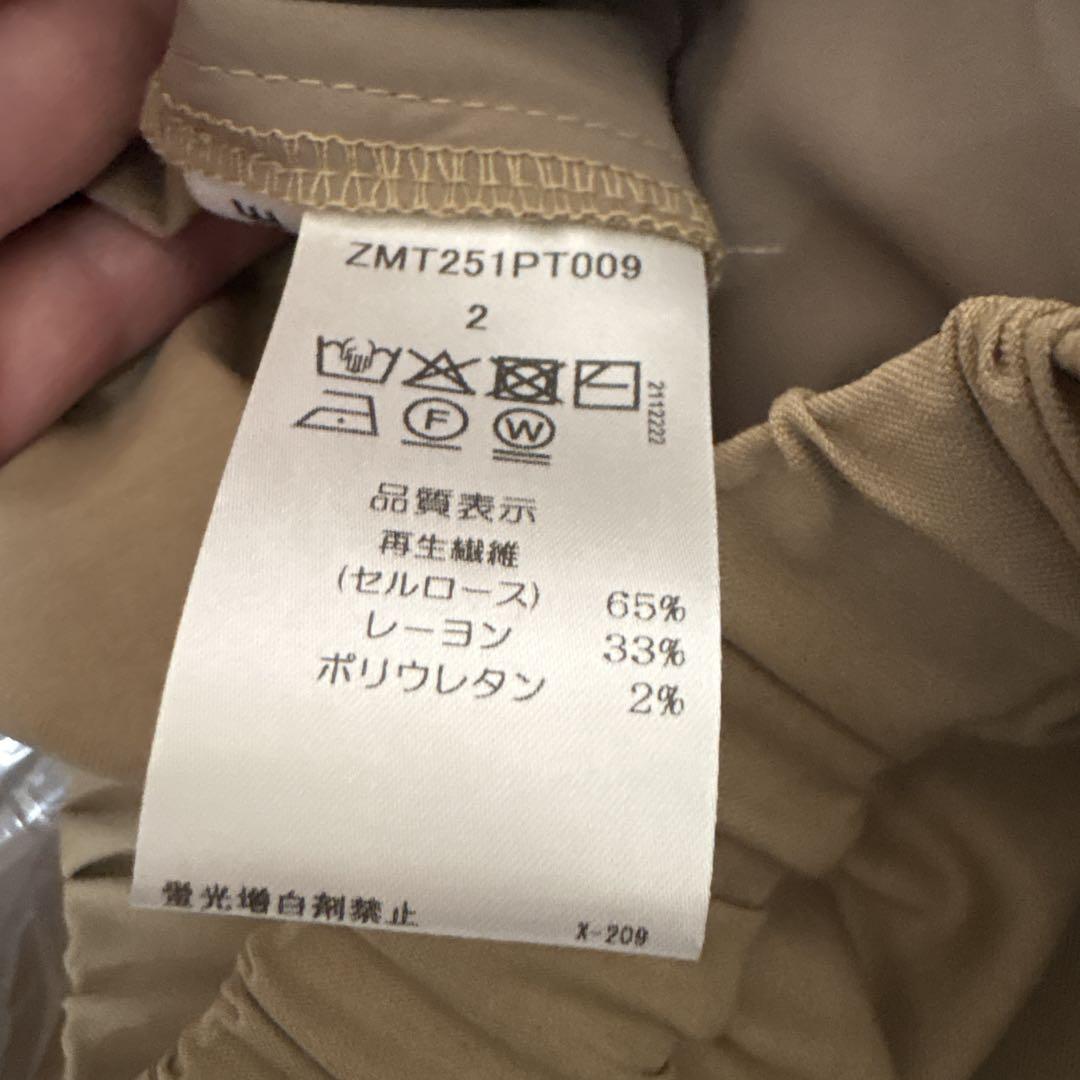 ZMT251PT009
2
2112222
F
W
品質表示
再生繊維
(セルロース) 65%
レーヨン 33%
ポリウレタン 2%
蛍光増白剤禁止
X-209